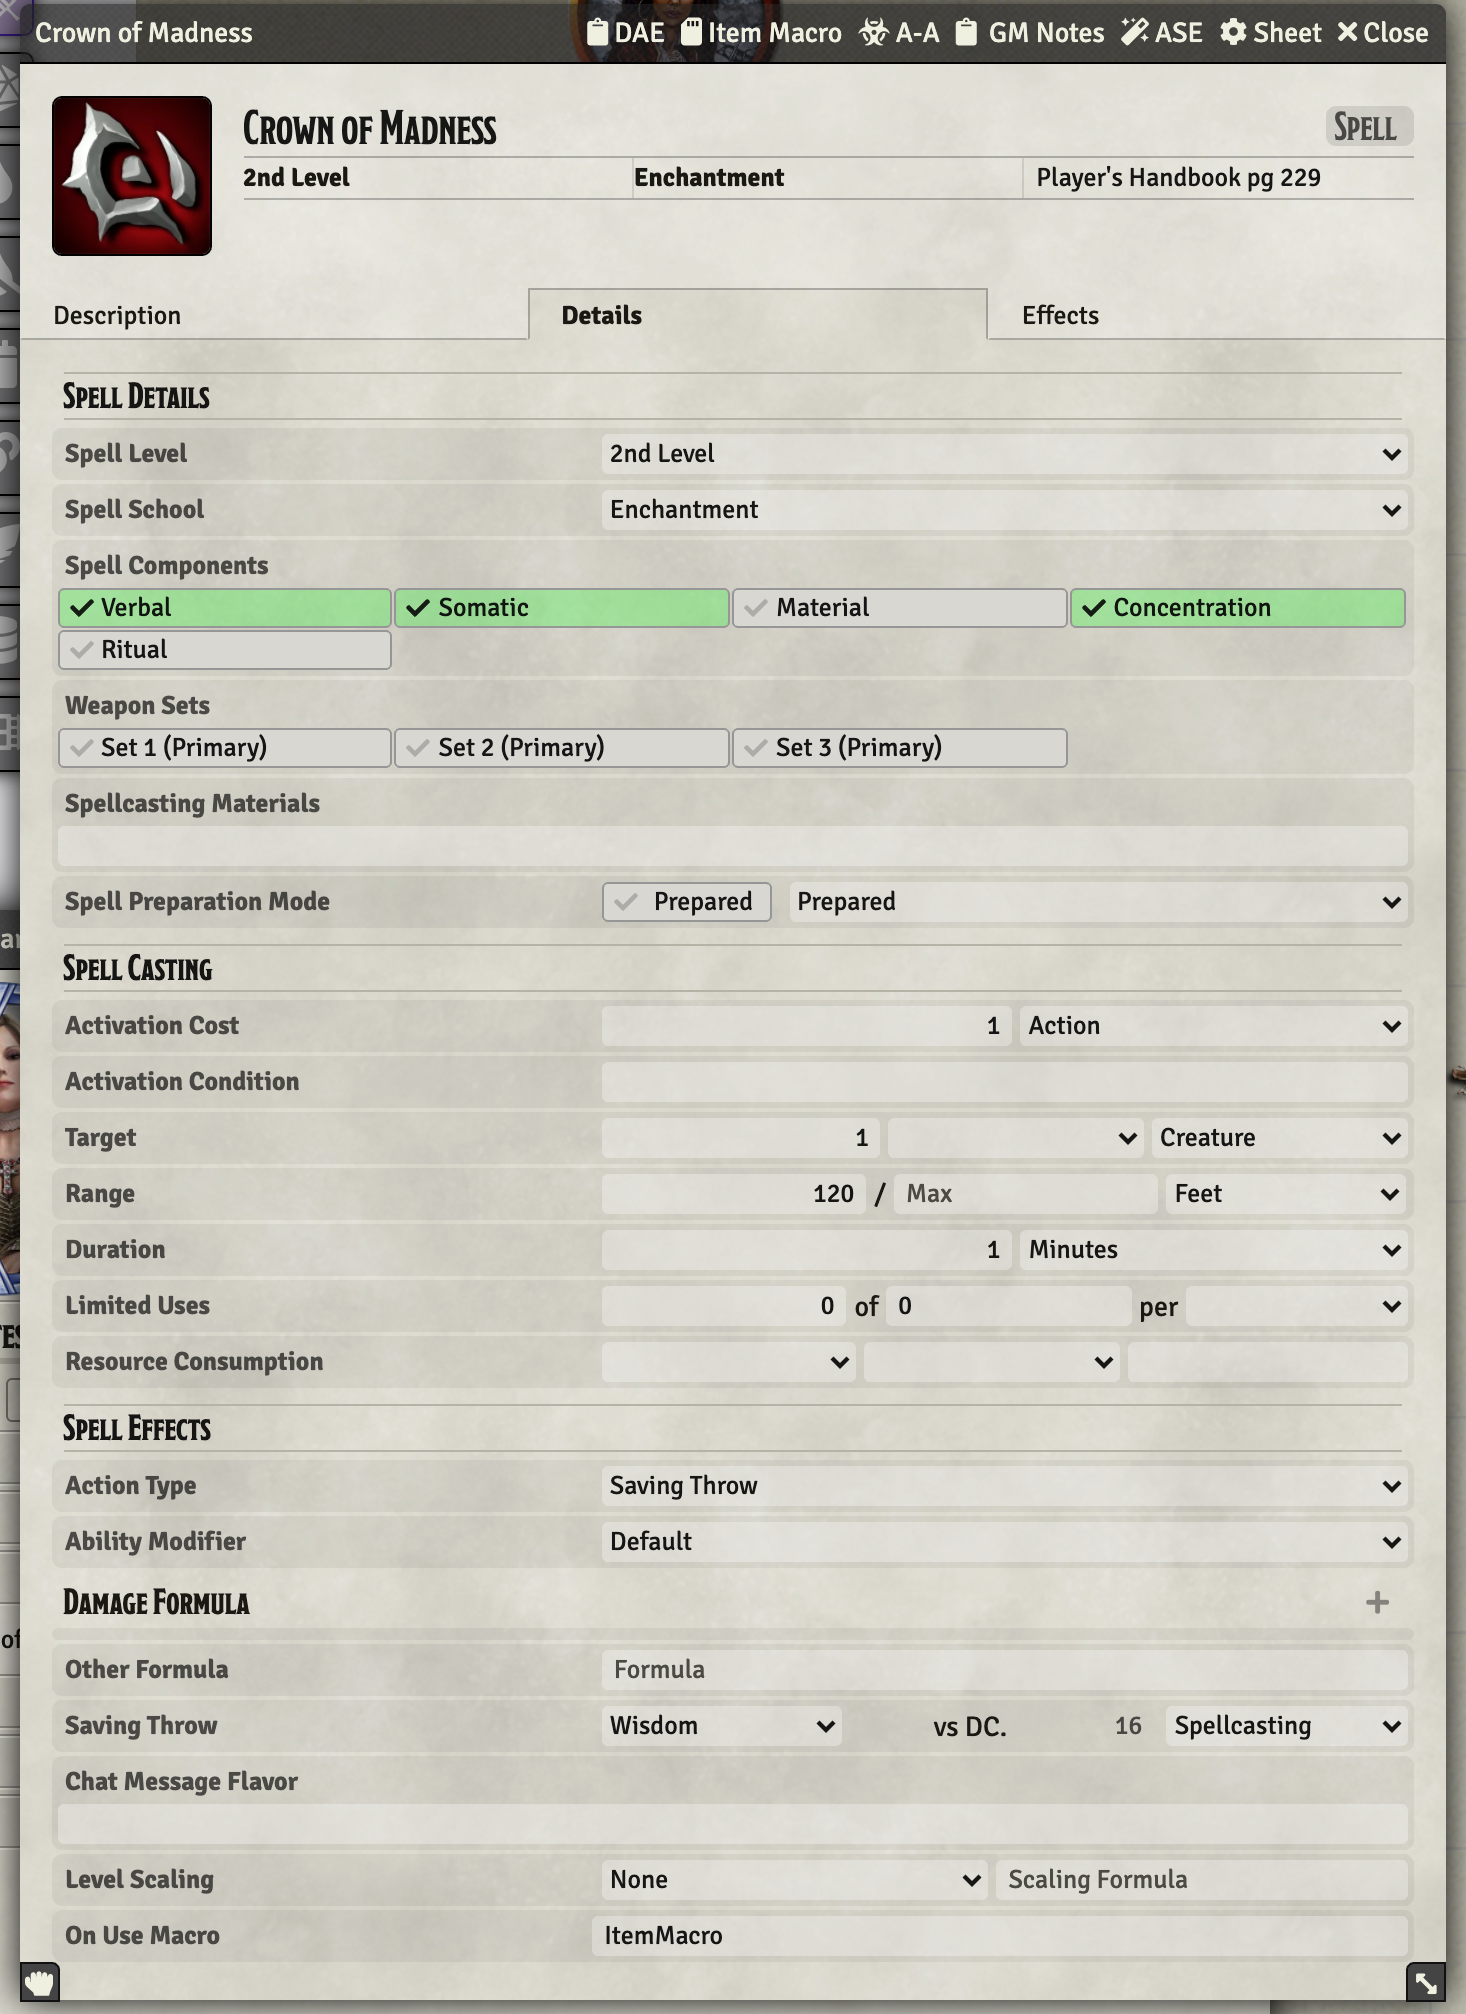 Crown of Madness DAE Item Macro A-A GM Notes ASE Sheet Close
Crown of Madness Spell
2nd Level Enchantment Player's Handbook pg 229
Description Details Effects
Spell Details
Spell Level 2nd Level
Spell School Enchantment
Spell Components
Verbal Somatic Material Concentration
Ritual
Weapon Sets
Set 1 (Primary) Set 2 (Primary) Set 3 (Primary)
Spellcasting Materials
Spell Preparation Mode Prepared Prepared
Spell Casting
Activation Cost 1 Action
Activation Condition
Target 1 Creature
Range 120 / Max Feet
Duration 1 Minutes
Limited Uses 0 of 0 per
Resource Consumption
Spell Effects
Action Type Saving Throw
Ability Modifier Default
Damage Formula
Other Formula Formula
Saving Throw Wisdom vs DC. 16 Spellcasting
Chat Message Flavor
Level Scaling None Scaling Formula
On Use Macro ItemMacro